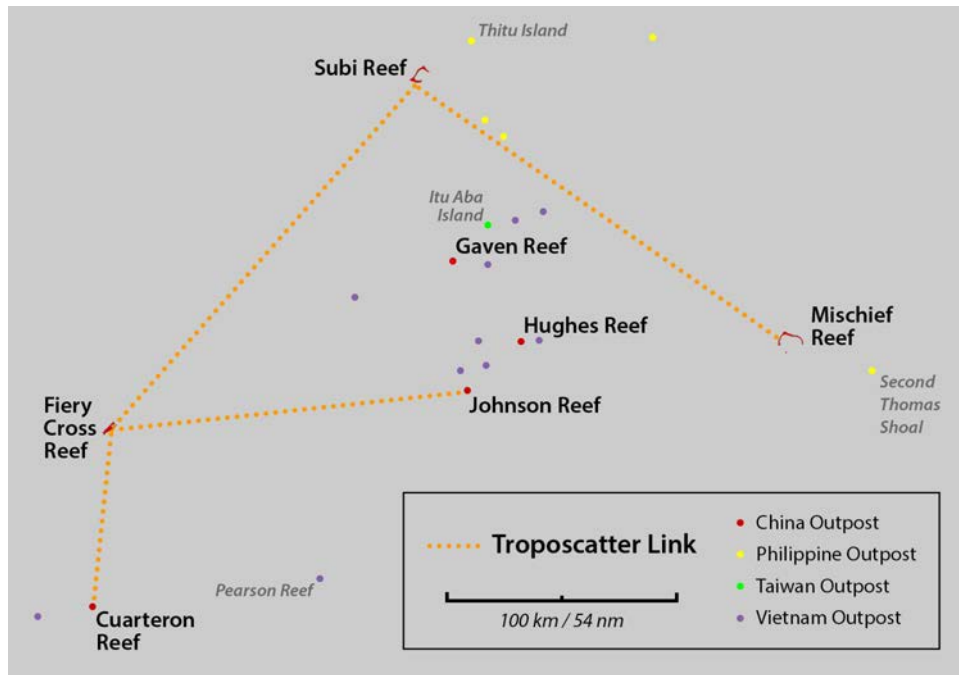 Thitu Island
Subi Reef
Itu Aba
Island
Gaven Reef
Hughes Reef
Mischief
Reef
Johnson Reef
Second
Thomas
Shoal
Fiery
Cross
Reef
Pearson Reef
Cuarteron
Reef
Troposcatter Link
100 km / 54 nm
China Outpost
Philippine Outpost
Taiwan Outpost
Vietnam Outpost